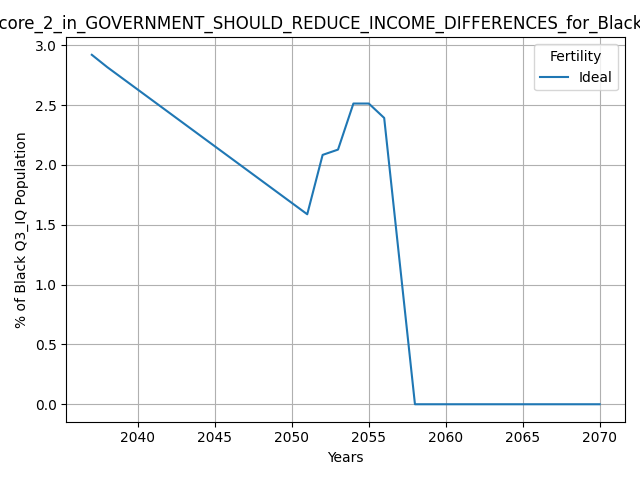 core_2_in_GOVERNMENT_SHOULD_REDUCE_INCOME_DIFFERENCES_for_Black
Fertility
Ideal
% of Black Q3_IQ Population
3.0
2.5
2.0
1.5
1.0
0.5
0.0
2040 2045 2050 2055 2060 2065 2070
Years